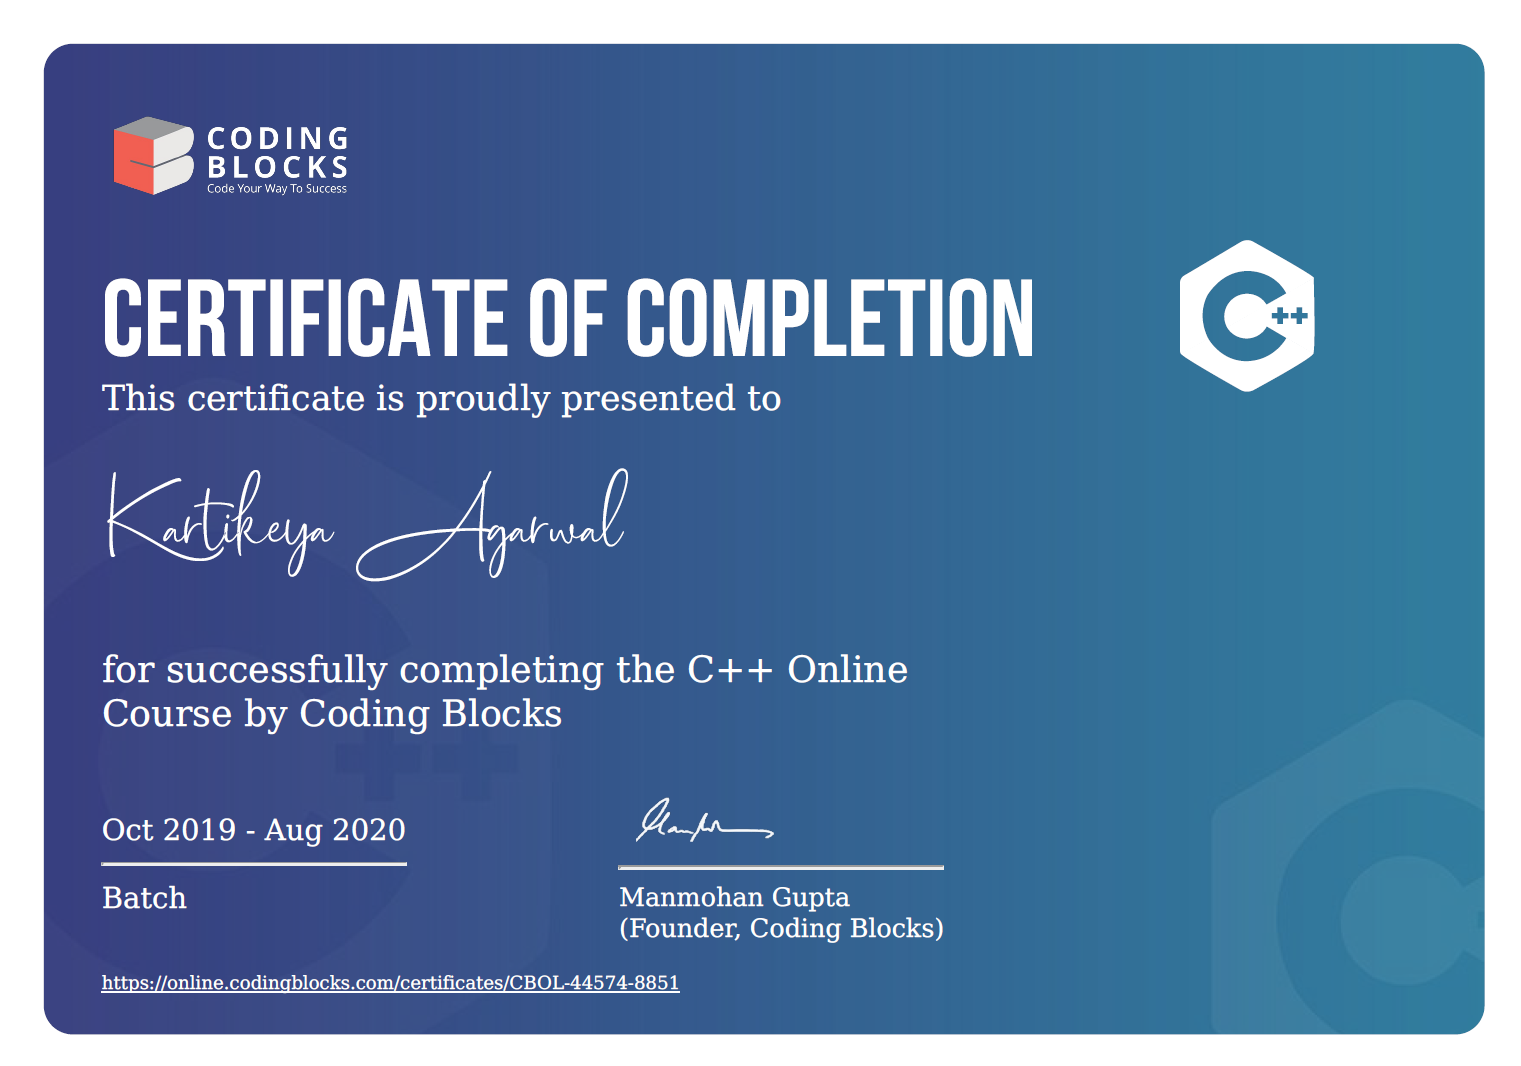 CODING
BLOCKS
Code Your Way To Success
CERTIFICATE OF COMPLETION
C++
This certificate is proudly presented to
Kartikeya Agarwal
for successfully completing the C++ Online
Course by Coding Blocks
Oct 2019 - Aug 2020
Batch
Manmohan Gupta
(Founder, Coding Blocks)
https://online.codingblocks.com/certificates/CBOL-44574-8851